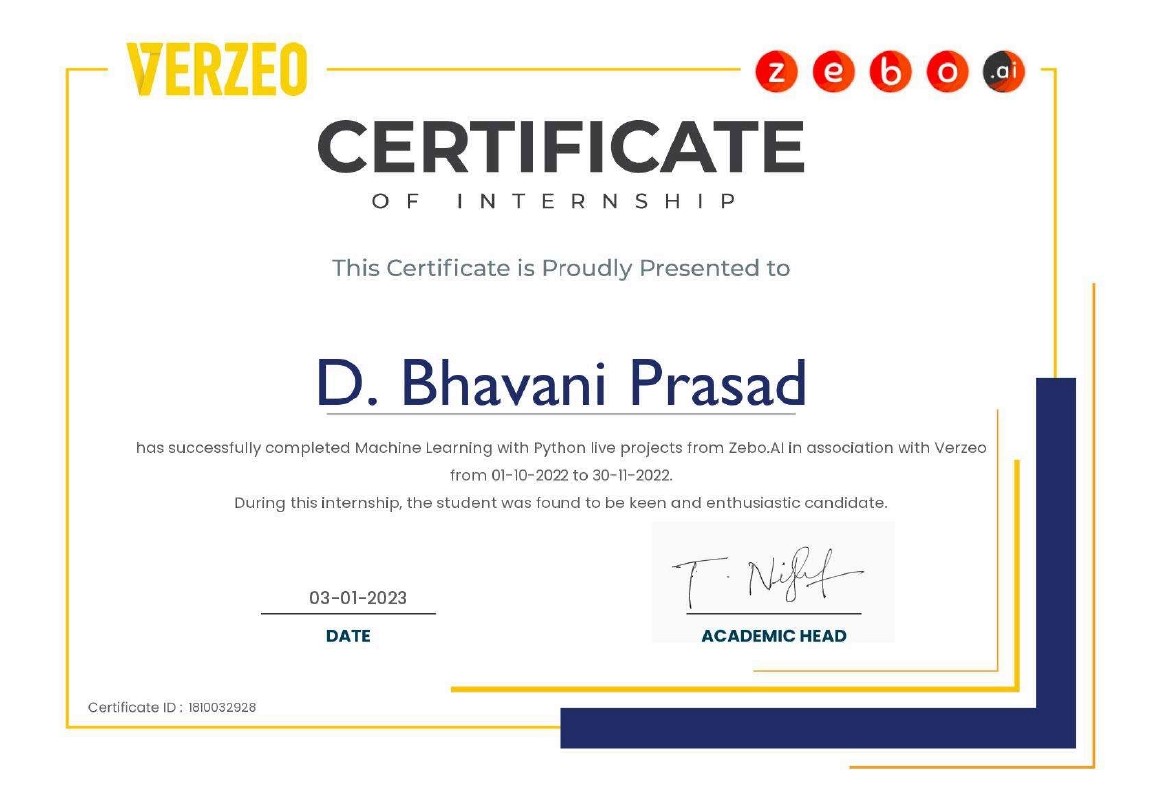 VERZEO
zebo.ai
CERTIFICATE
OF INTERNSHIP
This Certificate is Proudly Presented to
D. Bhavani Prasad
has successfully completed Machine Learning with Python live projects from Zebo.AI in association with Verzeo
from 01-10-2022 to 30-11-2022.
During this internship, the student was found to be keen and enthusiastic candidate.
03-01-2023
DATE
ACADEMIC HEAD
Certificate ID : 1810032928